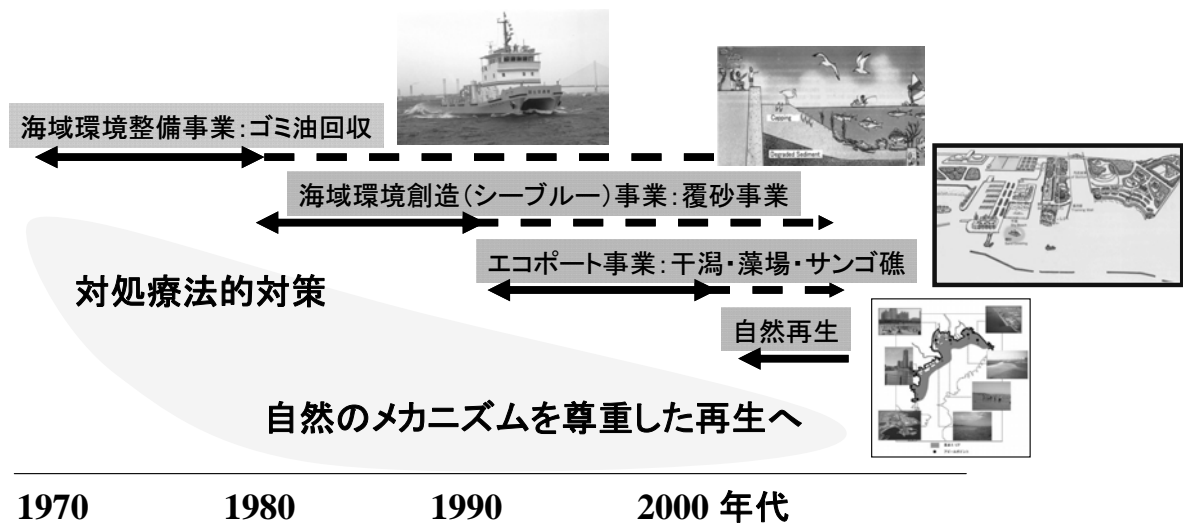 海域環境整備事業：ゴミ油回収
Capping
Degraded Sediment
海域環境創造（シーブルー）事業：覆砂事業
エコポート事業：干潟・藻場・サンゴ礁
自然再生
対処療法的対策
自然のメカニズムを尊重した再生へ
1970 1980 1990 2000 年代